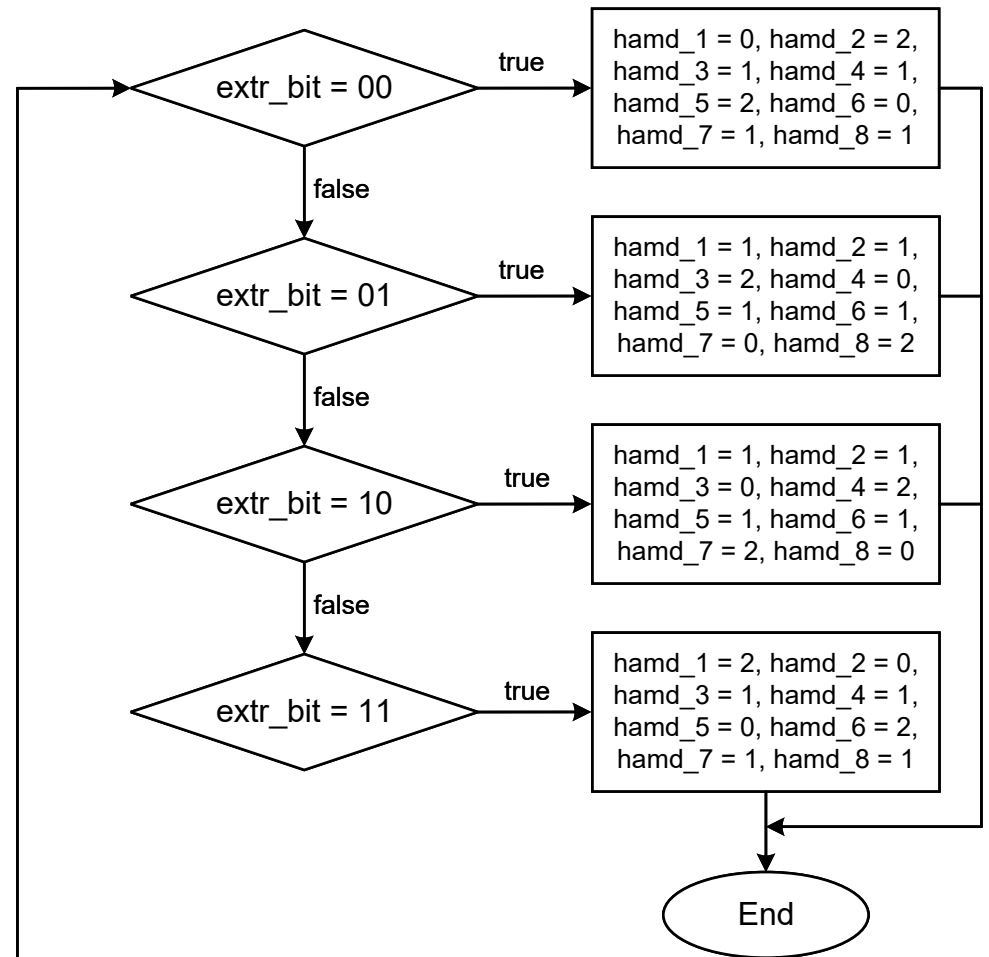 extr_bit = 00
true
hamd_1 = 0, hamd_2 = 2,
hamd_3 = 1, hamd_4 = 1,
hamd_5 = 2, hamd_6 = 0,
hamd_7 = 1, hamd_8 = 1
false
extr_bit = 01
true
hamd_1 = 1, hamd_2 = 1,
hamd_3 = 2, hamd_4 = 0,
hamd_5 = 1, hamd_6 = 1,
hamd_7 = 0, hamd_8 = 2
false
extr_bit = 10
true
hamd_1 = 1, hamd_2 = 1,
hamd_3 = 0, hamd_4 = 2,
hamd_5 = 1, hamd_6 = 1,
hamd_7 = 2, hamd_8 = 0
false
extr_bit = 11
true
hamd_1 = 2, hamd_2 = 0,
hamd_3 = 1, hamd_4 = 1,
hamd_5 = 0, hamd_6 = 2,
hamd_7 = 1, hamd_8 = 1
End